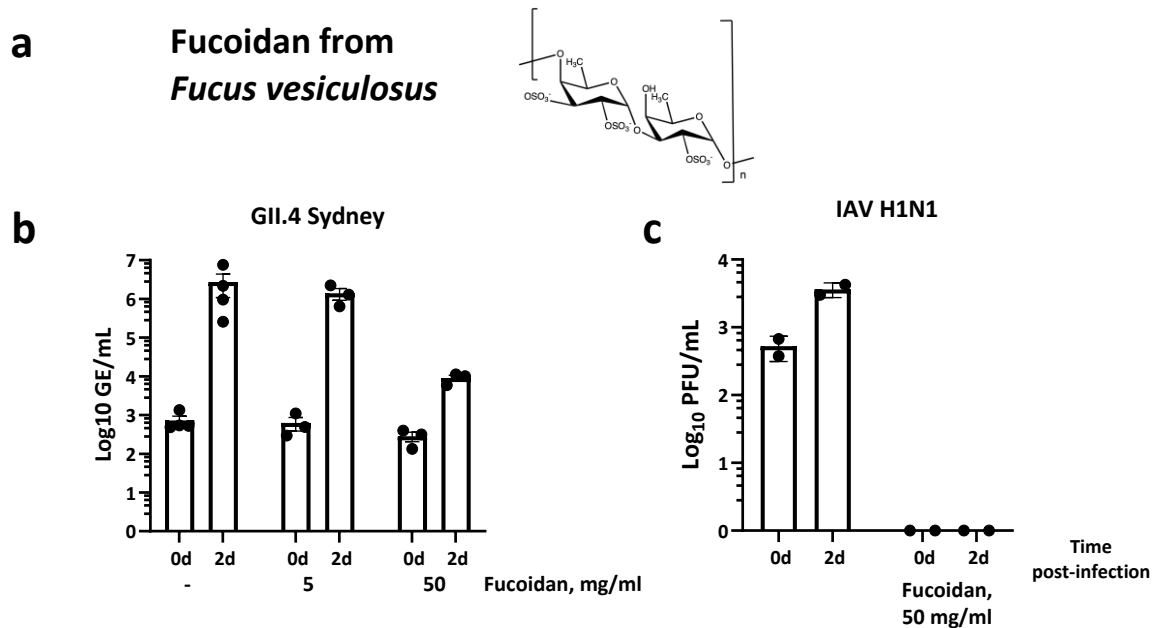 a
Fucoidan from
Fucus vesiculosus
O
H₃C
O
OSO₃⁻
OSO₃⁻
O
OH
H₃C
O
OSO₃⁻
O
n
b
GII.4 Sydney
Log10 GE/mL
7
6
5
4
3
2
1
0
0d 2d 0d 2d 0d 2d
- 5 50 Fucoidan, mg/ml
c
IAV H1N1
Log₁₀ PFU/mL
4
3
2
1
0
0d 2d 0d 2d
Time
post-infection
Fucoidan,
50 mg/ml